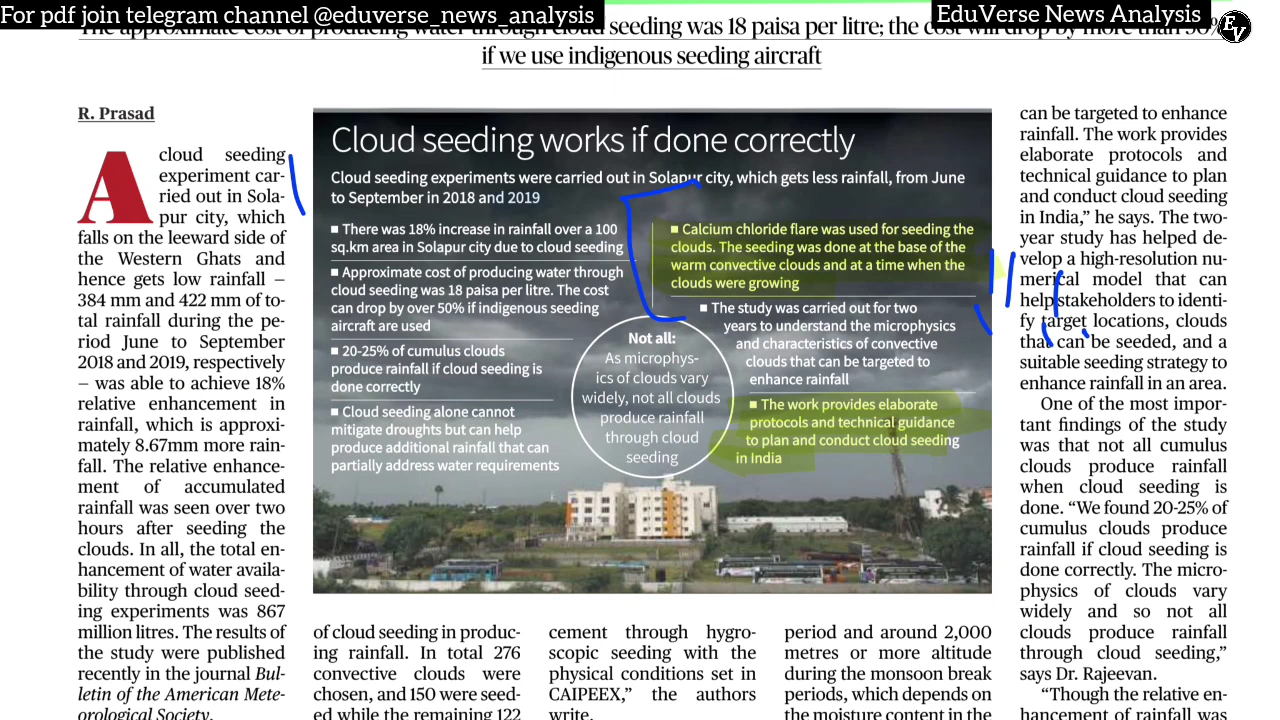 For pdf join telegram channel @eduverse_news_analysis
EduVerse News Analysis
EV
The approximate cost of producing water through cloud seeding was 18 paisa per litre; the cost will drop by more than 50%
if we use indigenous seeding aircraft
R. Prasad
A cloud seeding
experiment car-
ried out in Sola-
pur city, which
falls on the leeward side of
the Western Ghats and
hence gets low rainfall –
384 mm and 422 mm of to-
tal rainfall during the pe-
riod June to September
2018 and 2019, respectively
– was able to achieve 18%
relative enhancement in
rainfall, which is approxi-
mately 8.67mm more rain-
fall. The relative enhance-
ment of accumulated
rainfall was seen over two
hours after seeding the
clouds. In all, the total en-
hancement of water availa-
bility through cloud seed-
ing experiments was 867
million litres. The results of
the study were published
recently in the journal Bul-
letin of the American Mete-
orological Society.
Cloud seeding works if done correctly
Cloud seeding experiments were carried out in Solapur city, which gets less rainfall, from June
to September in 2018 and 2019
■ There was 18% increase in rainfall over a 100
sq.km area in Solapur city due to cloud seeding
■ Approximate cost of producing water through
cloud seeding was 18 paisa per litre. The cost
can drop by over 50% if indigenous seeding
aircraft are used
■ 20-25% of cumulus clouds
produce rainfall if cloud seeding is
done correctly
■ Cloud seeding alone cannot
mitigate droughts but can help
produce additional rainfall that can
partially address water requirements
Not all:
As microphys-
ics of clouds vary
widely, not all clouds
produce rainfall
through cloud
seeding
■ Calcium chloride flare was used for seeding the
clouds. The seeding was done at the base of the
warm convective clouds and at a time when the
clouds were growing
■ The study was carried out for two
years to understand the microphysics
and characteristics of convective
clouds that can be targeted to
enhance rainfall
■ The work provides elaborate
protocols and technical guidance
to plan and conduct cloud seeding
in India
of cloud seeding in produc-
ing rainfall. In total 276
convective clouds were
chosen, and 150 were seed-
ed while the remaining 122
cement through hygro-
scopic seeding with the
physical conditions set in
CAIPEEX,” the authors
write.
period and around 2,000
metres or more altitude
during the monsoon break
periods, which depends on
the moisture content in the
can be targeted to enhance
rainfall. The work provides
elaborate protocols and
technical guidance to plan
and conduct cloud seeding
in India,” he says. The two-
year study has helped de-
velop a high-resolution nu-
merical model that can
help stakeholders to identi-
fy target locations, clouds
that can be seeded, and a
suitable seeding strategy to
enhance rainfall in an area.
One of the most impor-
tant findings of the study
was that not all cumulus
clouds produce rainfall
when cloud seeding is
done. “We found 20-25% of
cumulus clouds produce
rainfall if cloud seeding is
done correctly. The micro-
physics of clouds vary
widely and so not all
clouds produce rainfall
through cloud seeding,”
says Dr. Rajeevan.
“Though the relative en-
hancement of rainfall was